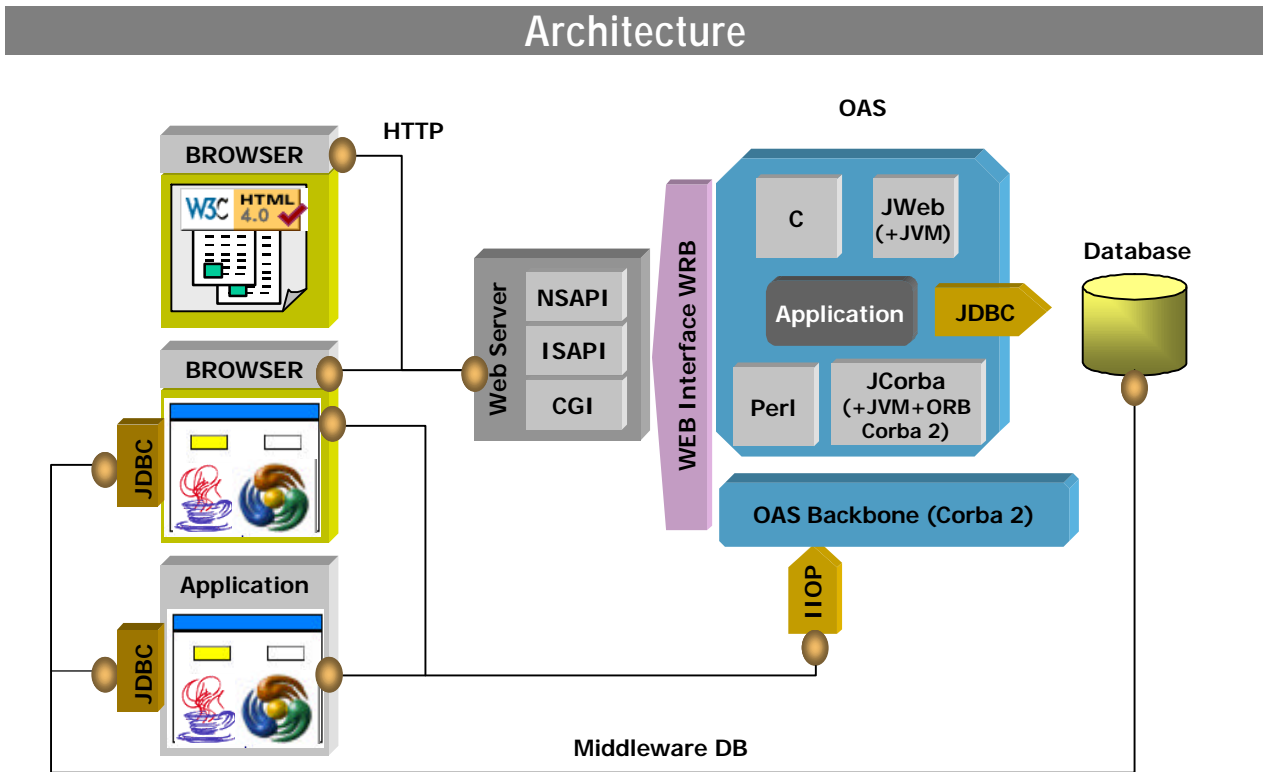 Architecture
OAS
HTTP
BROWSER
W3C HTML
4.0
C
JWeb
(+JVM)
Database
Web Server
NSAPI
ISAPI
CGI
WEB Interface WRB
Application
JDBC
BROWSER
JDBC
Perl
JCorba
(+JVM+ORB
Corba 2)
OAS Backbone (Corba 2)
Application
JDBC
IIOP
Middleware DB